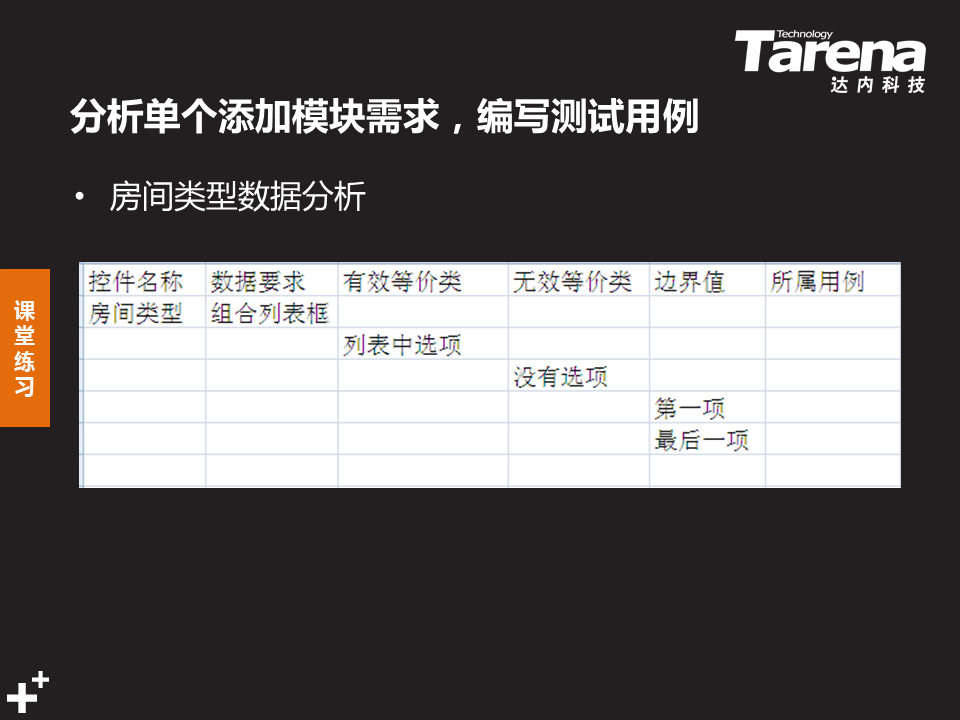 Technology
Tarena
达内科技
分析单个添加模块需求，编写测试用例
• 房间类型数据分析
课堂练习
控件名称 数据要求 有效等价类 无效等价类 边界值 所属用例
房间类型 组合列表框
列表中选项
没有选项
第一项
最后一项